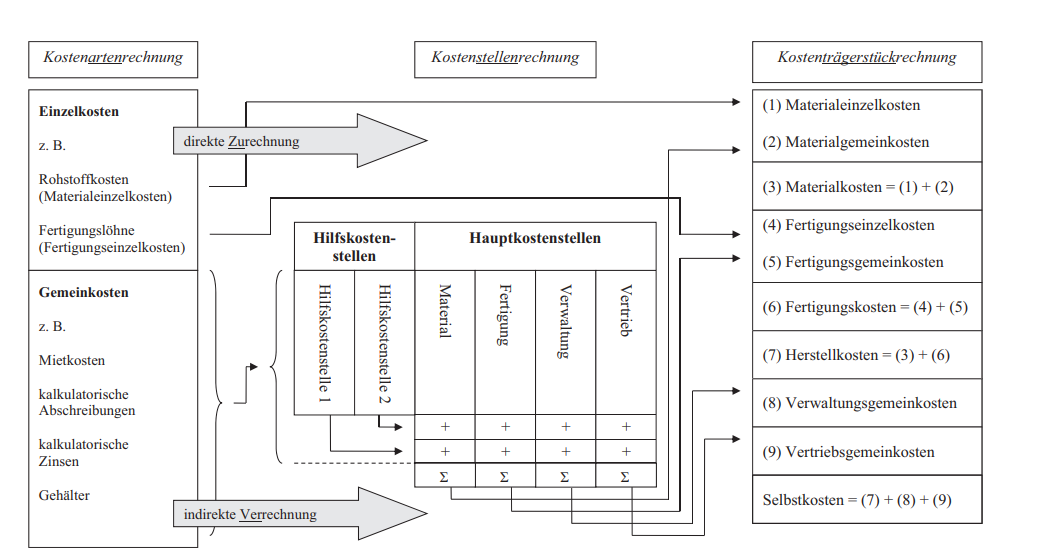 Kostenartenrechnung
Kostenstellenrechnung
Kostenträgerstückrechnung
Einzelkosten
z. B.
Rohstoffkosten
(Materialeinzelkosten)
Fertigungslöhne
(Fertigungseinzelkosten)
direkte Zurechnung
Gemeinkosten
z. B.
Mietkosten
kalkulatorische
Abschreibungen
kalkulatorische
Zinsen
Gehälter
indirekte Verrechnung
Hilfskosten-
stellen
Hauptkostenstellen
Hilfskostenstelle 1
Hilfskostenstelle 2
Material
Fertigung
Verwaltung
Vertrieb
+ + + +
+ + + +
Σ Σ Σ Σ
(1) Materialeinzelkosten
(2) Materialgemeinkosten
(3) Materialkosten = (1) + (2)
(4) Fertigungseinzelkosten
(5) Fertigungsgemeinkosten
(6) Fertigungskosten = (4) + (5)
(7) Herstellkosten = (3) + (6)
(8) Verwaltungsgemeinkosten
(9) Vertriebsgemeinkosten
Selbstkosten = (7) + (8) + (9)